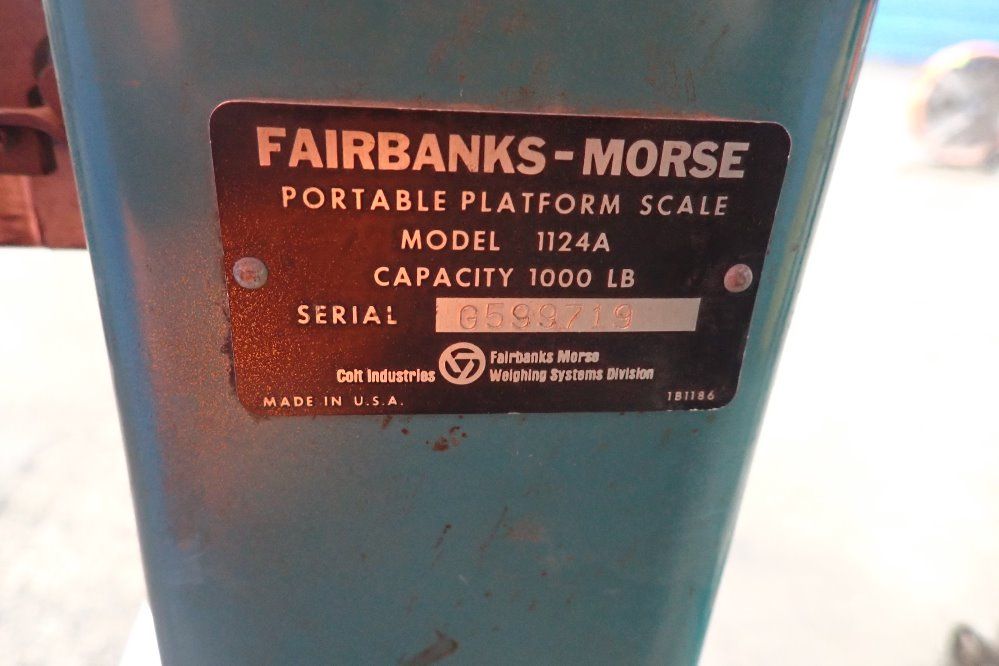 FAIRBANKS-MORSE
PORTABLE PLATFORM SCALE
MODEL 1124A
CAPACITY 1000 LB
SERIAL G599719
Colt Industries Fairbanks Morse
Weighing Systems Division
MADE IN U.S.A. 1B1186